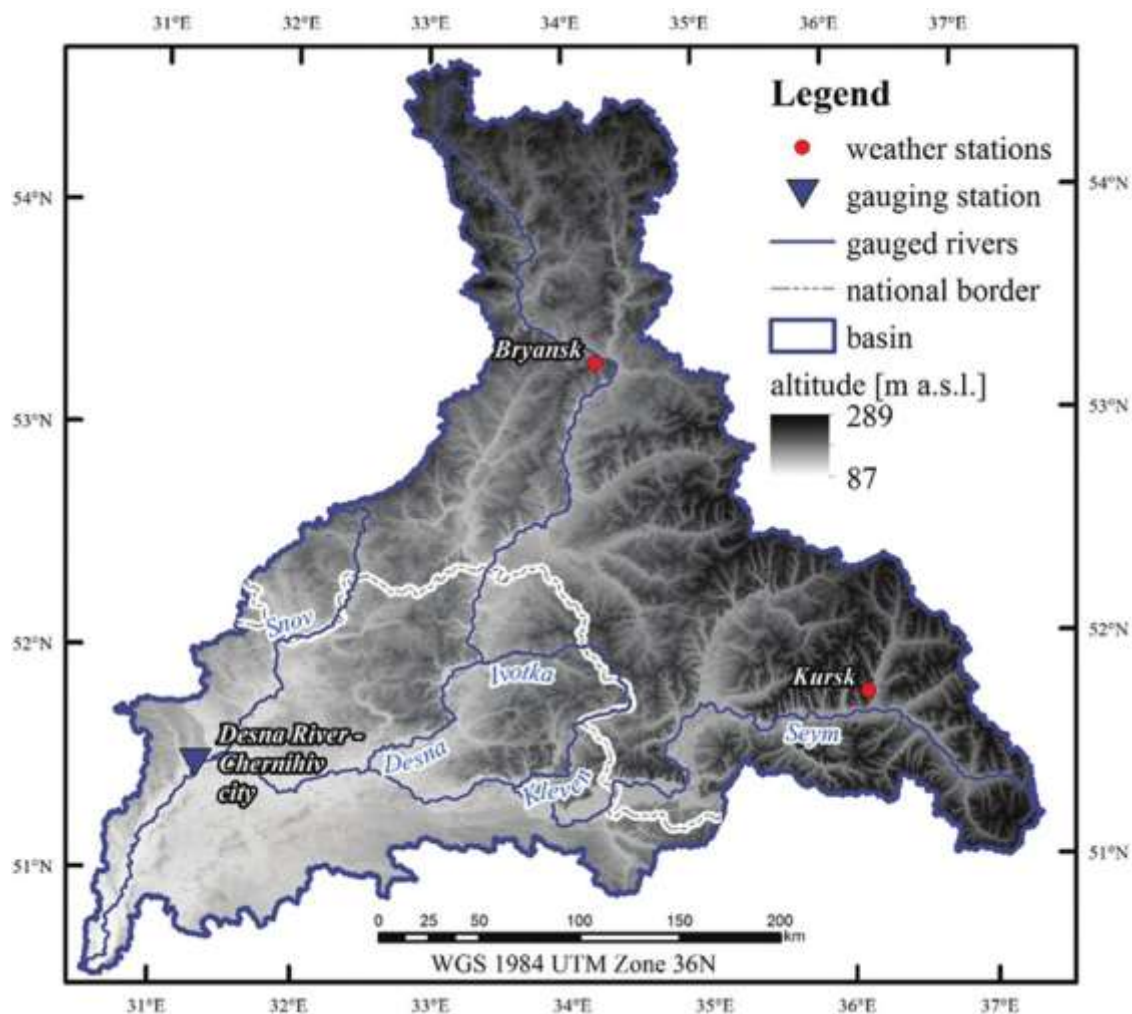 31°E 32°E 33°E 34°E 35°E 36°E 37°E
Legend
weather stations
gauging station
gauged rivers
national border
basin
altitude [m a.s.l.]
289
87
54°N
54°N
Bryansk
53°N
53°N
Snov
52°N
52°N
Ivotka
Kursk
Seym
Desna River -
Chernihiv
city
Desna
Kleven
51°N
51°N
0 25 50 100 150 200
km
WGS 1984 UTM Zone 36N
31°E 32°E 33°E 34°E 35°E 36°E 37°E